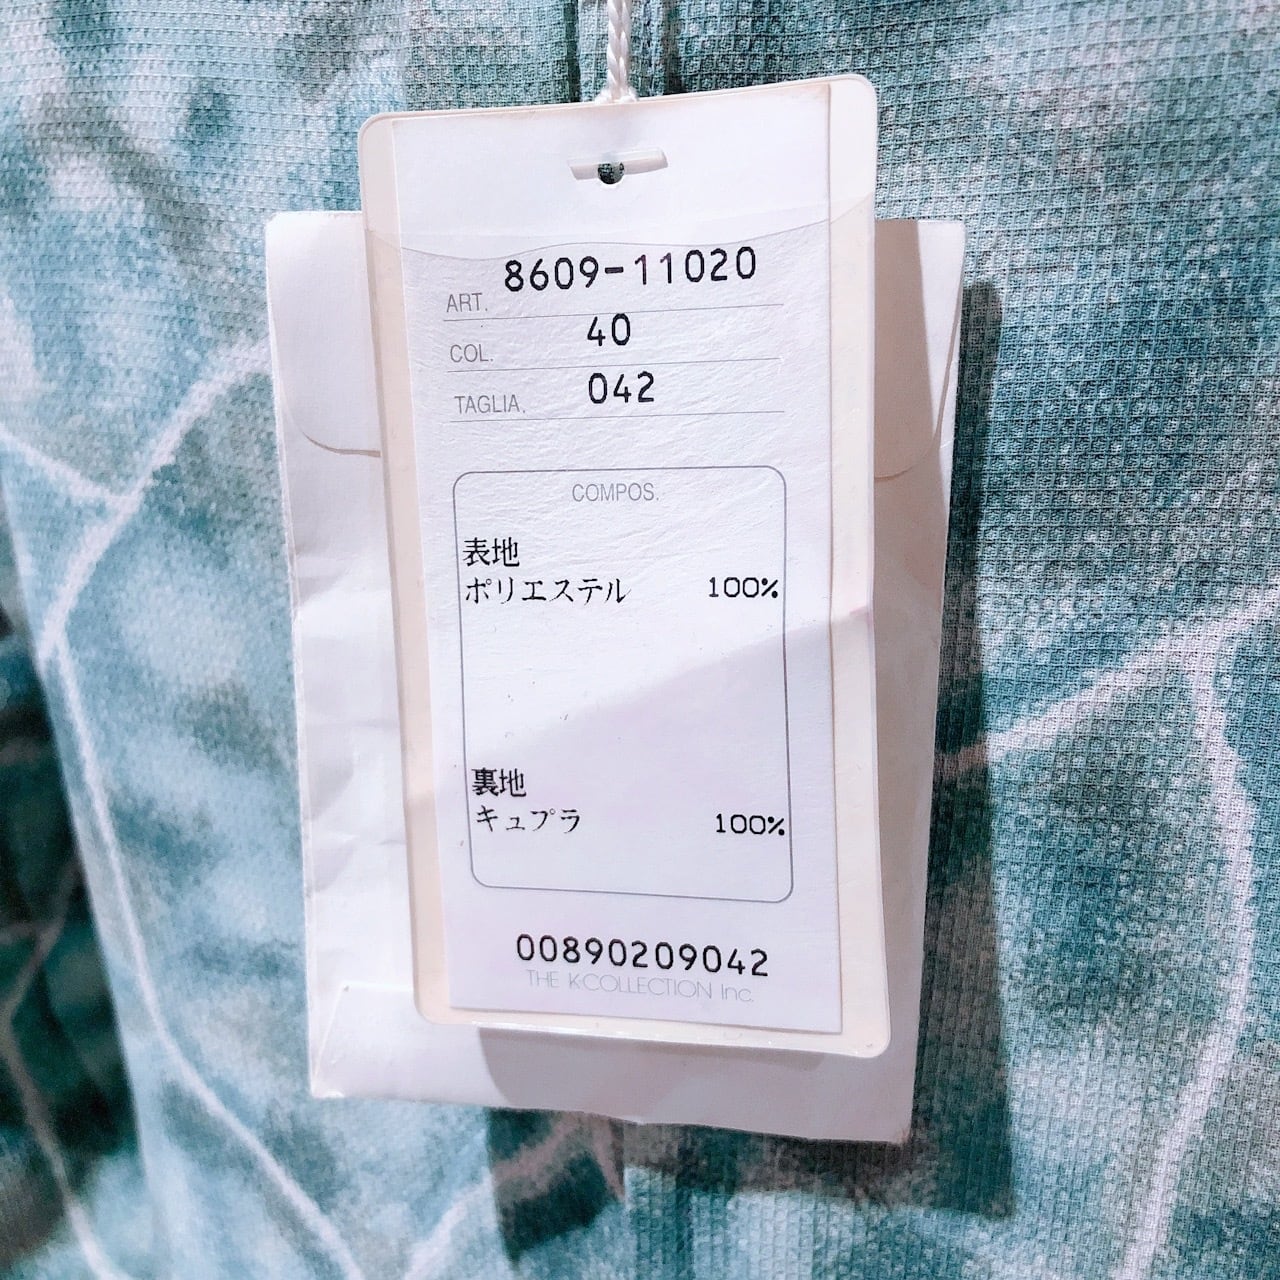 ART. 8609-11020
COL. 40
TAGLIA. 042
COMPOS.
表地
ポリエステル 100%
裏地
キュプラ 100%
00890209042
THE K·COLLECTION Inc.